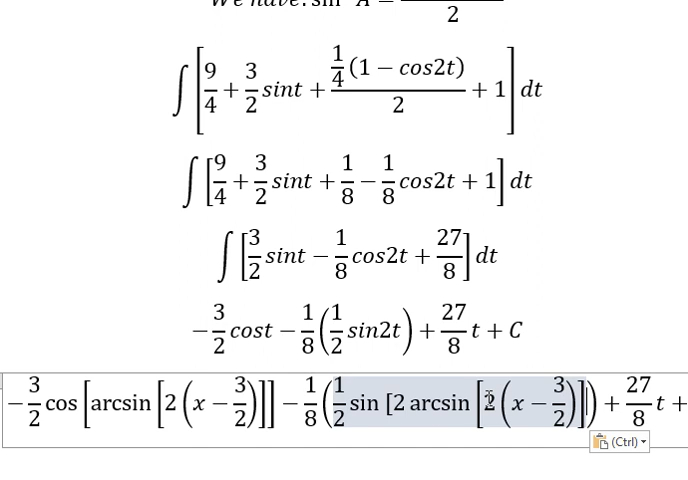 2
∫ [9/4 + 3/2 sint + (1/4 (1 − cos2t))/2 + 1] dt
∫ [9/4 + 3/2 sint + 1/8 − 1/8 cos2t + 1] dt
∫ [3/2 sint − 1/8 cos2t + 27/8] dt
−3/2 cost − 1/8 (1/2 sin2t) + 27/8 t + C
−3/2 cos [arcsin [2 (x − 3/2)]] − 1/8 (1/2 sin [2 arcsin [2 (x − 3/2)]]) + 27/8 t +
(Ctrl)